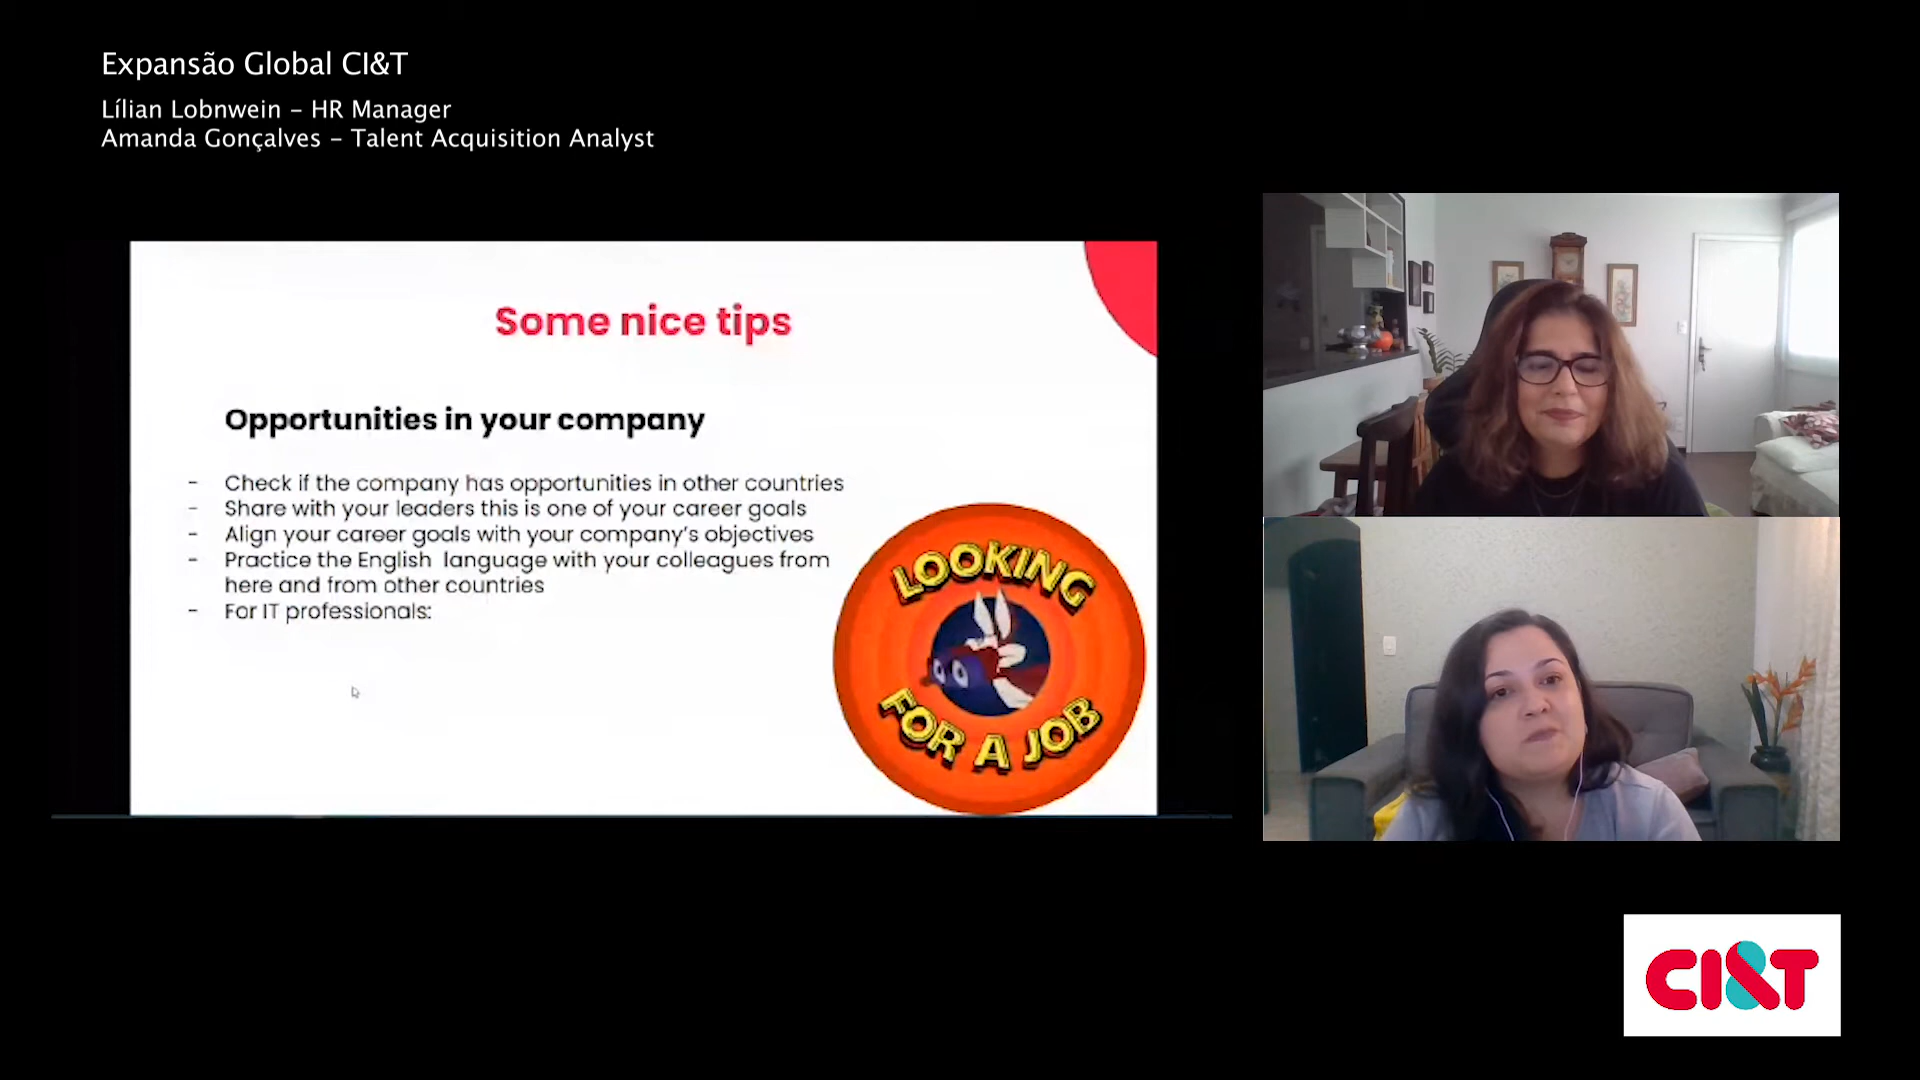 Expansão Global CI&T
Lílian Lobnwein – HR Manager
Amanda Gonçalves – Talent Acquisition Analyst
Some nice tips
Opportunities in your company
- Check if the company has opportunities in other countries
- Share with your leaders this is one of your career goals
- Align your career goals with your company's objectives
- Practice the English language with your colleagues from
here and from other countries
- For IT professionals:
LOOKING
FOR A JOB
CI&T